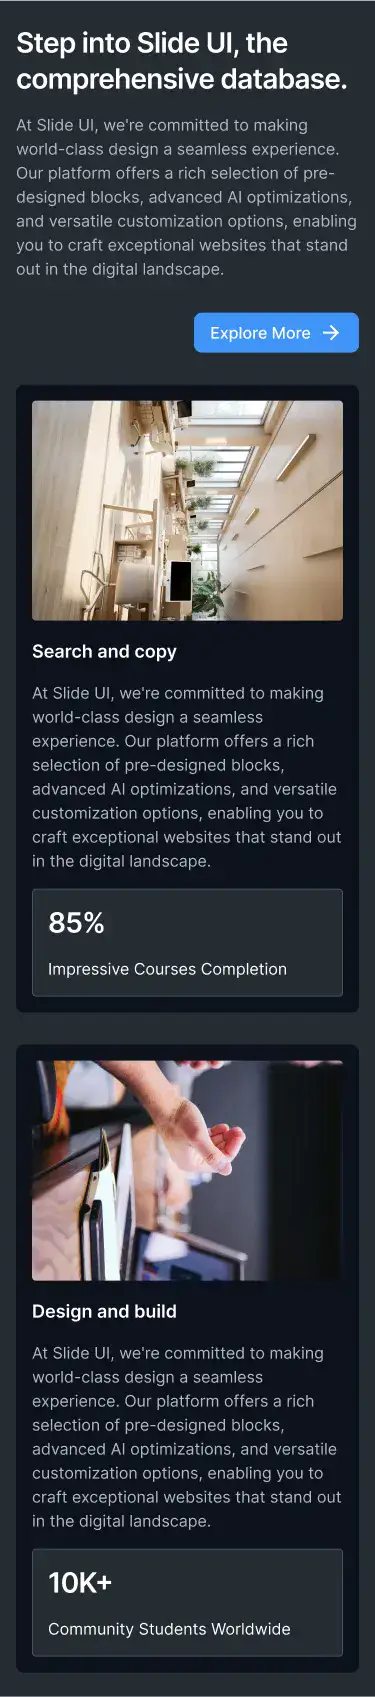 Step into Slide UI, the
comprehensive database.
At Slide UI, we're committed to making
world-class design a seamless experience.
Our platform offers a rich selection of pre-
designed blocks, advanced AI optimizations,
and versatile customization options, enabling
you to craft exceptional websites that stand
out in the digital landscape.
Explore More
Search and copy
At Slide UI, we're committed to making
world-class design a seamless
experience. Our platform offers a rich
selection of pre-designed blocks,
advanced AI optimizations, and versatile
customization options, enabling you to
craft exceptional websites that stand out
in the digital landscape.
85%
Impressive Courses Completion
Design and build
At Slide UI, we're committed to making
world-class design a seamless
experience. Our platform offers a rich
selection of pre-designed blocks,
advanced AI optimizations, and versatile
customization options, enabling you to
craft exceptional websites that stand out
in the digital landscape.
10K+
Community Students Worldwide